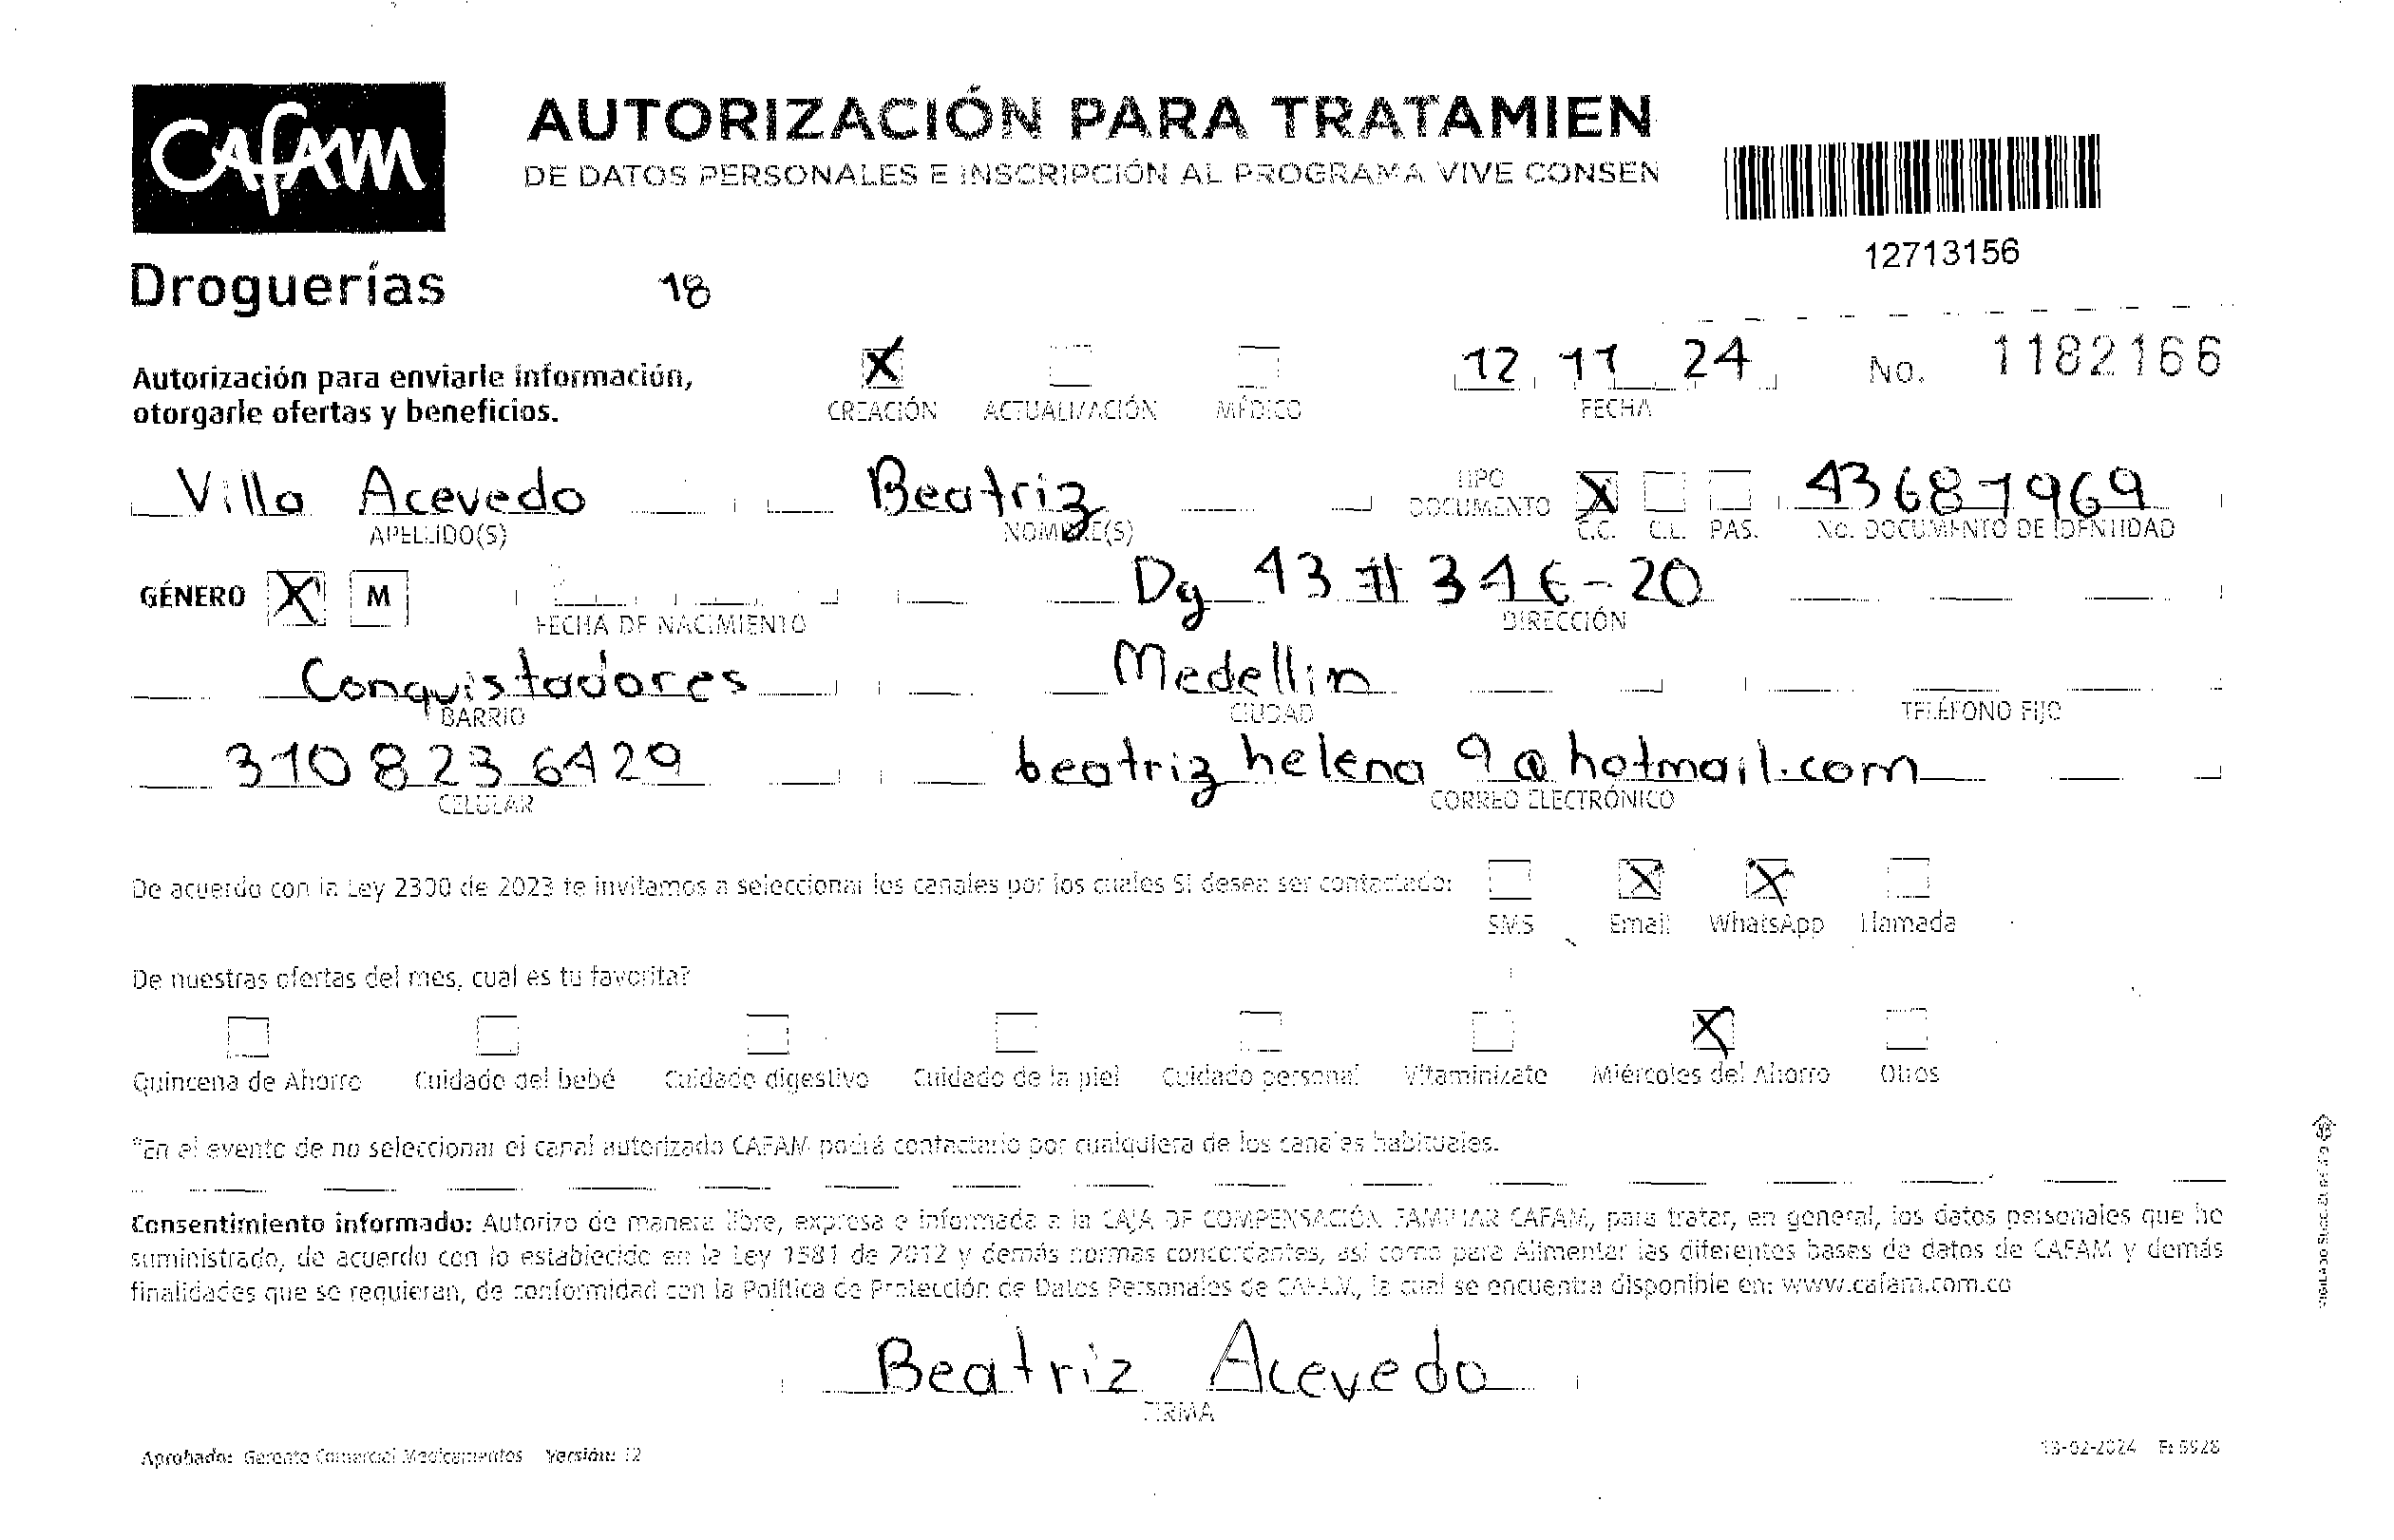 CAFAM
AUTORIZACIÓN PARA TRATAMIEN
DE DATOS PERSONALES E INSCRIPCIÓN AL PROGRAMA VIVE CONSEN
12713156
Droguerías
18
Autorización para enviarle información,
otorgarle ofertas y beneficios.
X CREACIÓN ACTUALIZACIÓN MÉDICO
12 11 24
FECHA
No. 1182166
Villa Acevedo
APELLIDO(S)
Beatriz
NOMBRE(S)
TIPO DOCUMENTO X C.C. C.E. PAS.
43687969
No. DOCUMENTO DE IDENTIDAD
GÉNERO X M
FECHA DE NACIMIENTO
Dg 43 # 34E-20
DIRECCIÓN
Conquistadores
BARRIO
Medellin
CIUDAD
TELÉFONO FIJO
310 823 6429
CELULAR
beatriz helena 9@hotmail.com
CORREO ELECTRÓNICO
De acuerdo con la Ley 2300 de 2023 te invitamos a seleccionar los canales por los cuales SI desea ser contactado:
SMS X Email X WhatsApp Llamada
De nuestras ofertas del mes, cual es tu favorita?
Quincena de Ahorro Cuidado del bebé Cuidado digestivo Cuidado de la piel Cuidado personal Vitaminízate X Miércoles del Ahorro Otros
*En el evento de no seleccionar el canal autorizado CAFAM podrá contactarlo por cualquiera de los canales habituales.
Consentimiento informado: Autorizo de manera libre, expresa e informada a la CAJA DE COMPENSACIÓN FAMILIAR CAFAM, para tratar, en general, los datos personales que he
suministrado, de acuerdo con lo establecido en la Ley 1581 de 2012 y demás normas concordantes, así como para Alimentar las diferentes bases de datos de CAFAM y demás
finalidades que se requieran, de conformidad con la Política de Protección de Datos Personales de CAFAM, la cual se encuentra disponible en: www.cafam.com.co
Beatriz Acevedo
FIRMA
Aprobado: Gerente Comercial Medicamentos Versión: 12
13-02-2024 F: 5928